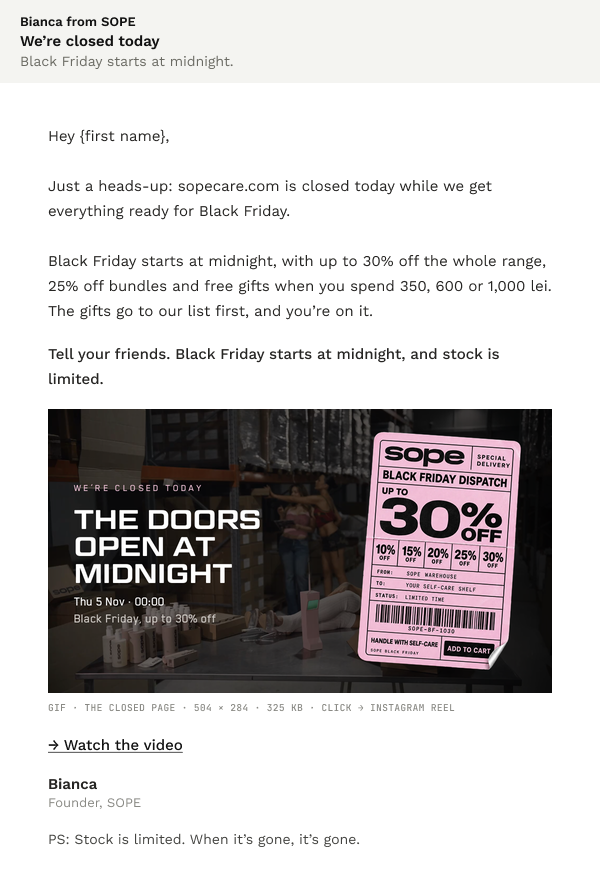 Bianca from SOPE
We’re closed today
Black Friday starts at midnight.
Hey {first name},
Just a heads-up: sopecare.com is closed today while we get
everything ready for Black Friday.
Black Friday starts at midnight, with up to 30% off the whole range,
25% off bundles and free gifts when you spend 350, 600 or 1,000 lei.
The gifts go to our list first, and you’re on it.
Tell your friends. Black Friday starts at midnight, and stock is
limited.
WE’RE CLOSED TODAY
THE DOORS
OPEN AT
MIDNIGHT
Thu 5 Nov · 00:00
Black Friday, up to 30% off
sope
SPECIAL
DELIVERY
BLACK FRIDAY DISPATCH
UP TO
30%
OFF
10% 15% 20% 25% 30%
OFF OFF OFF OFF OFF
FROM: SOPE WAREHOUSE
TO: YOUR SELF-CARE SHELF
STATUS: LIMITED TIME
SOPE-BF-1030
HANDLE WITH SELF-CARE
SOPE BLACK FRIDAY
ADD TO CART
GIF · THE CLOSED PAGE · 504 × 284 · 325 KB · CLICK → INSTAGRAM REEL
→ Watch the video
Bianca
Founder, SOPE
PS: Stock is limited. When it’s gone, it’s gone.